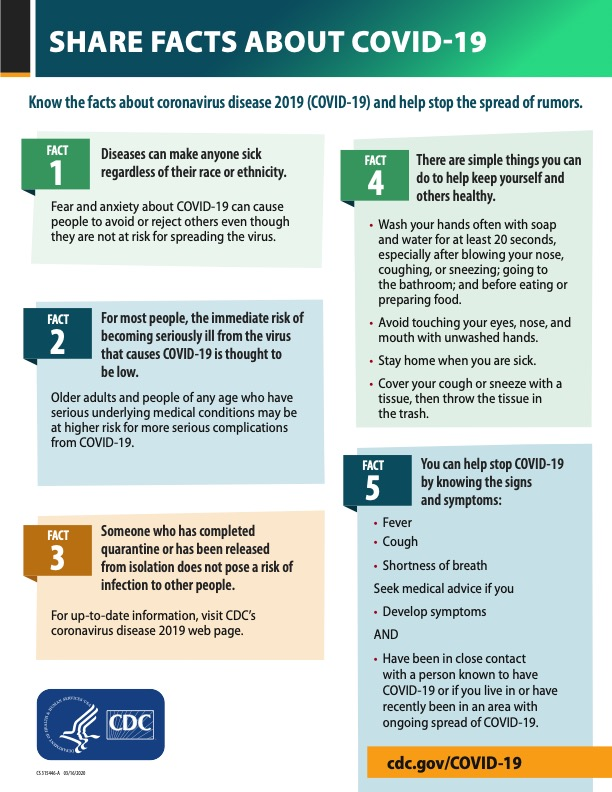 SHARE FACTS ABOUT COVID-19
Know the facts about coronavirus disease 2019 (COVID-19) and help stop the spread of rumors.
FACT
1
Diseases can make anyone sick
regardless of their race or ethnicity.
Fear and anxiety about COVID-19 can cause
people to avoid or reject others even though
they are not at risk for spreading the virus.
FACT
2
For most people, the immediate risk of
becoming seriously ill from the virus
that causes COVID-19 is thought to
be low.
Older adults and people of any age who have
serious underlying medical conditions may be
at higher risk for more serious complications
from COVID-19.
FACT
3
Someone who has completed
quarantine or has been released
from isolation does not pose a risk of
infection to other people.
For up-to-date information, visit CDC’s
coronavirus disease 2019 web page.
FACT
4
There are simple things you can
do to help keep yourself and
others healthy.
• Wash your hands often with soap
and water for at least 20 seconds,
especially after blowing your nose,
coughing, or sneezing; going to
the bathroom; and before eating or
preparing food.
• Avoid touching your eyes, nose, and
mouth with unwashed hands.
• Stay home when you are sick.
• Cover your cough or sneeze with a
tissue, then throw the tissue in
the trash.
FACT
5
You can help stop COVID-19
by knowing the signs
and symptoms:
• Fever
• Cough
• Shortness of breath
Seek medical advice if you
• Develop symptoms
AND
• Have been in close contact
with a person known to have
COVID-19 or if you live in or have
recently been in an area with
ongoing spread of COVID-19.
DEPARTMENT OF HEALTH & HUMAN SERVICES USA
CDC
CS 315446-A 03/16/2020
cdc.gov/COVID-19